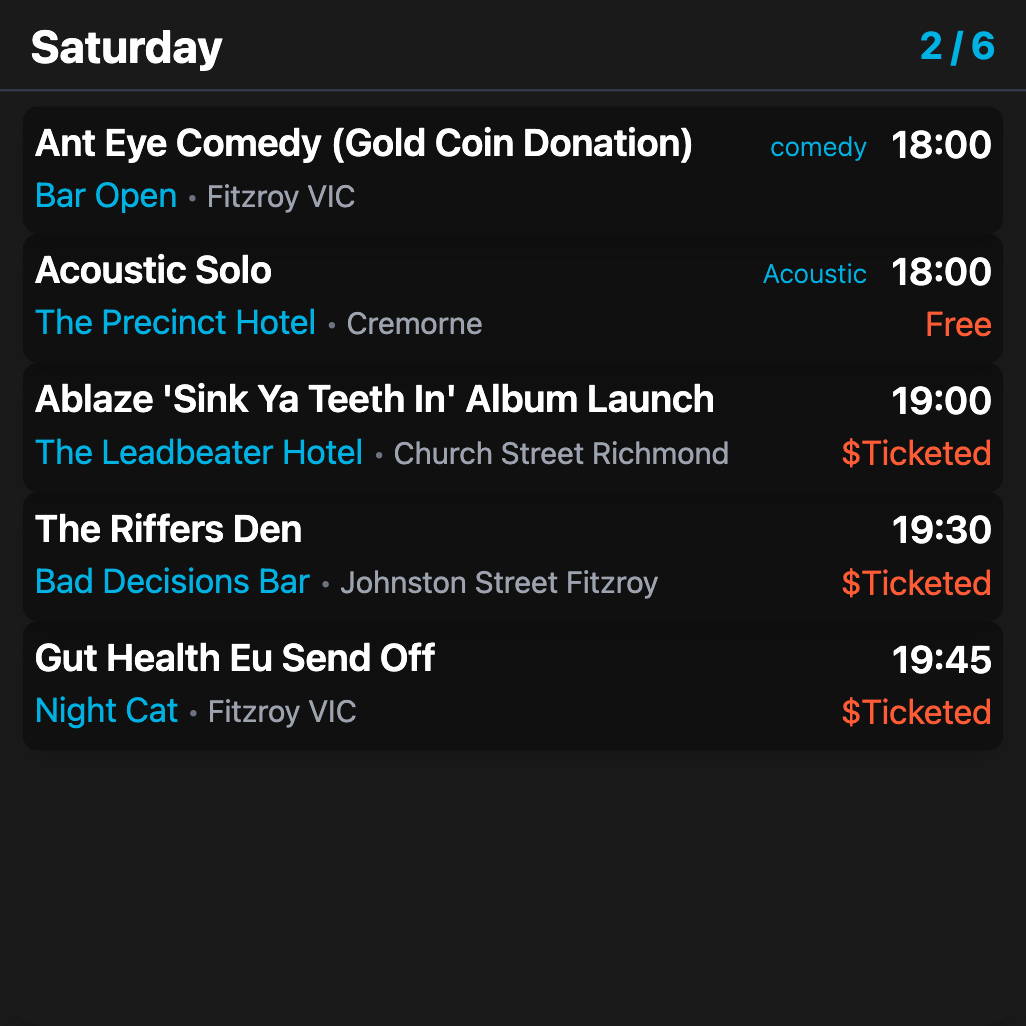 Saturday 2 / 6
Ant Eye Comedy (Gold Coin Donation) comedy 18:00
Bar Open • Fitzroy VIC
Acoustic Solo Acoustic 18:00
The Precinct Hotel • Cremorne Free
Ablaze 'Sink Ya Teeth In' Album Launch 19:00
The Leadbeater Hotel • Church Street Richmond $Ticketed
The Riffers Den 19:30
Bad Decisions Bar • Johnston Street Fitzroy $Ticketed
Gut Health Eu Send Off 19:45
Night Cat • Fitzroy VIC $Ticketed